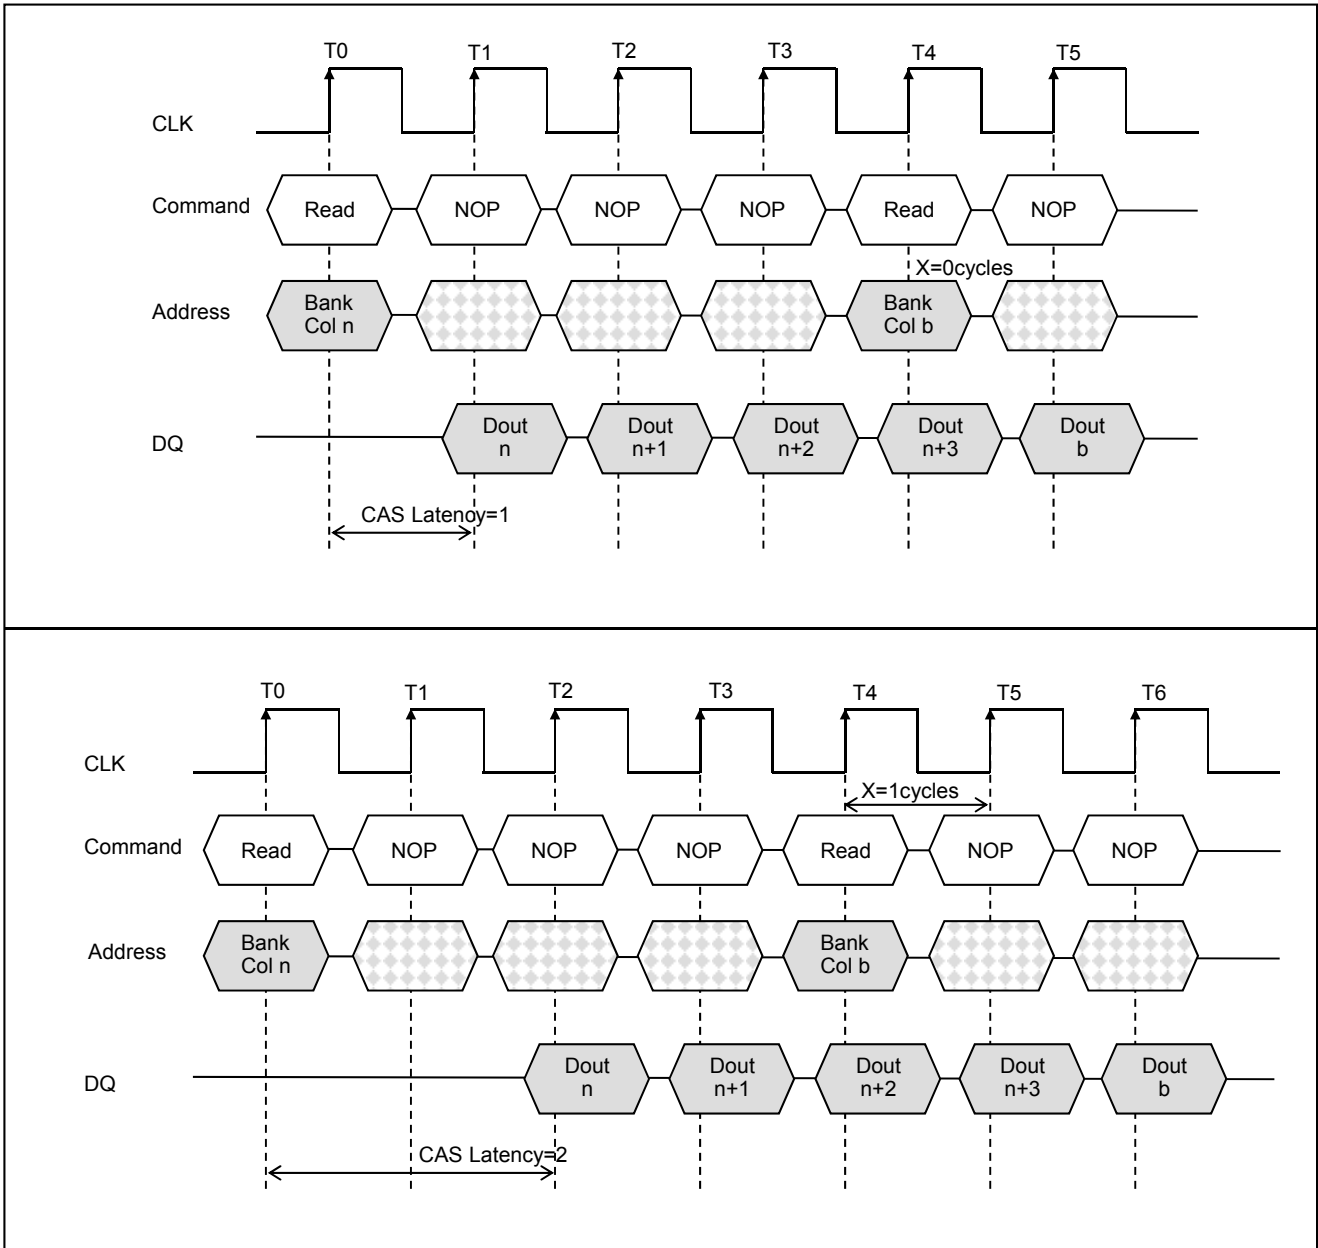 T0 T1 T2 T3 T4 T5
CLK
Command Read NOP NOP NOP Read NOP
X=0cycles
Address Bank Col n Bank Col b
DQ Dout n Dout n+1 Dout n+2 Dout n+3 Dout b
CAS Latency=1
T0 T1 T2 T3 T4 T5 T6
CLK
X=1cycles
Command Read NOP NOP NOP Read NOP NOP
Address Bank Col n Bank Col b
DQ Dout n Dout n+1 Dout n+2 Dout n+3 Dout b
CAS Latency=2